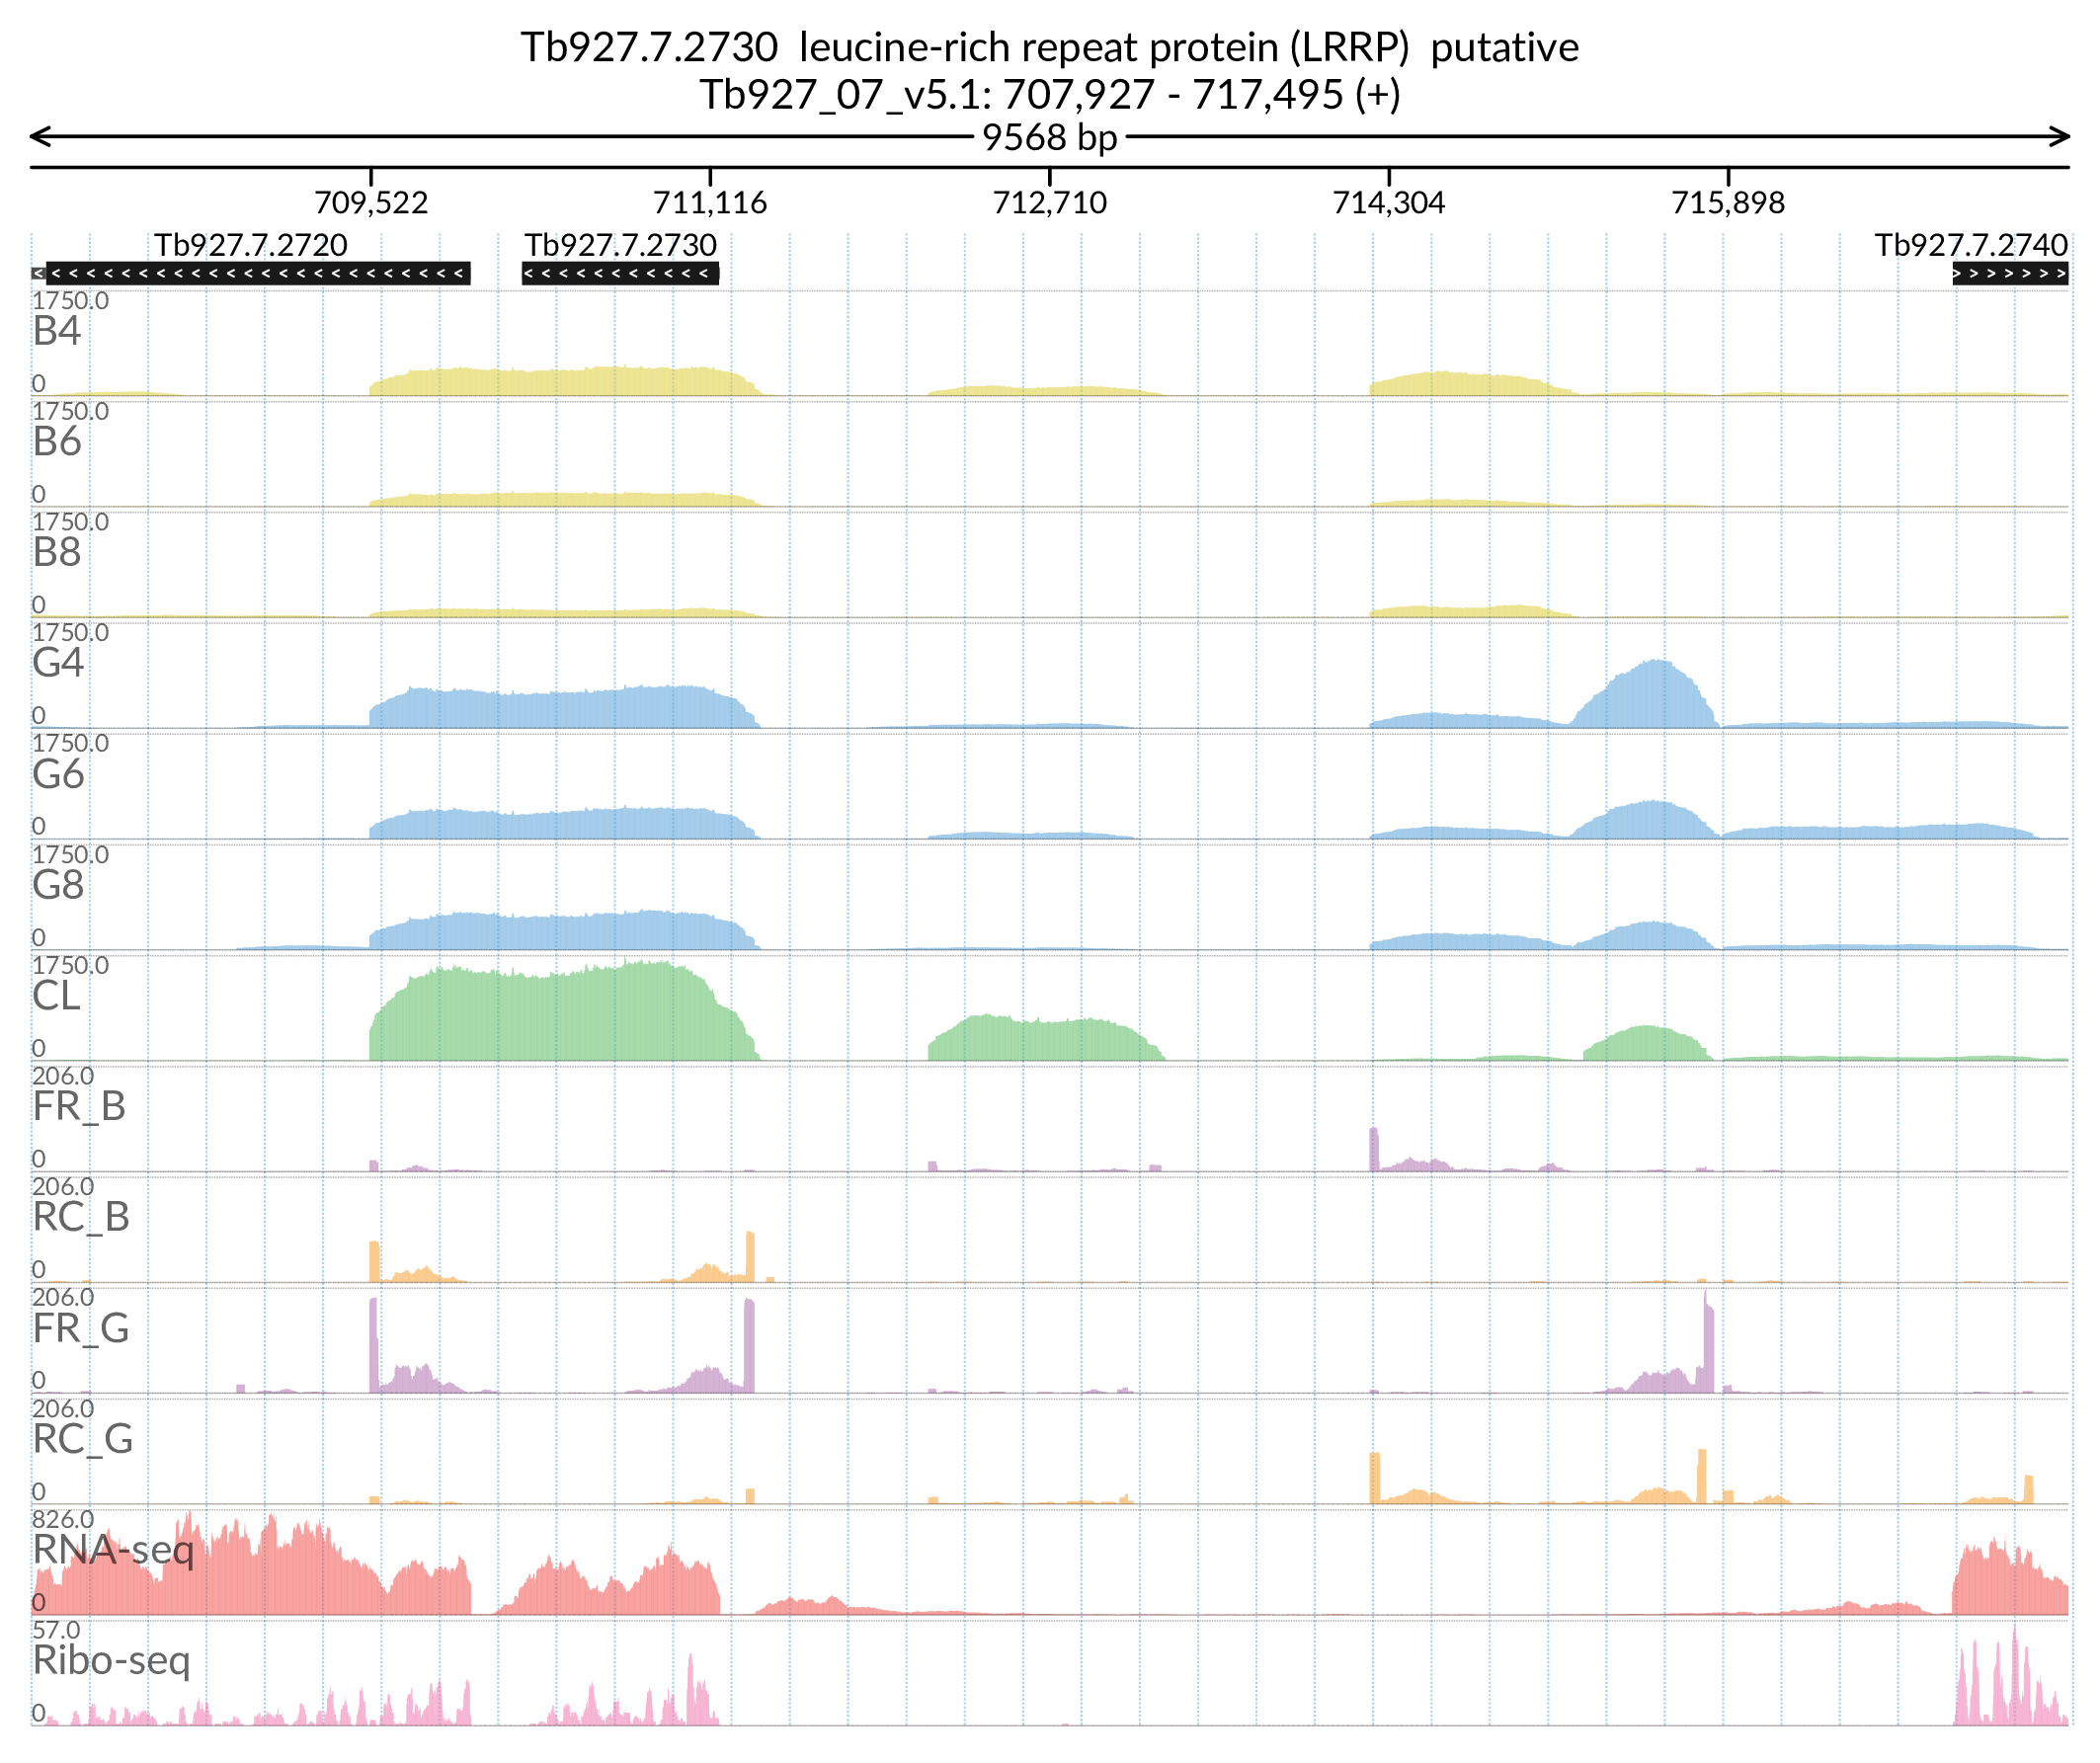 Tb927.7.2730 leucine-rich repeat protein (LRRP) putative
Tb927_07_v5.1: 707,927 - 717,495 (+)
9568 bp
709,522 711,116 712,710 714,304 715,898
Tb927.7.2720 Tb927.7.2730 Tb927.7.2740
1750.0
B4
0
1750.0
B6
0
1750.0
B8
0
1750.0
G4
0
1750.0
G6
0
1750.0
G8
0
1750.0
CL
0
206.0
FR_B
0
206.0
RC_B
0
206.0
FR_G
0
206.0
RC_G
0
826.0
RNA-seq
0
57.0
Ribo-seq
0